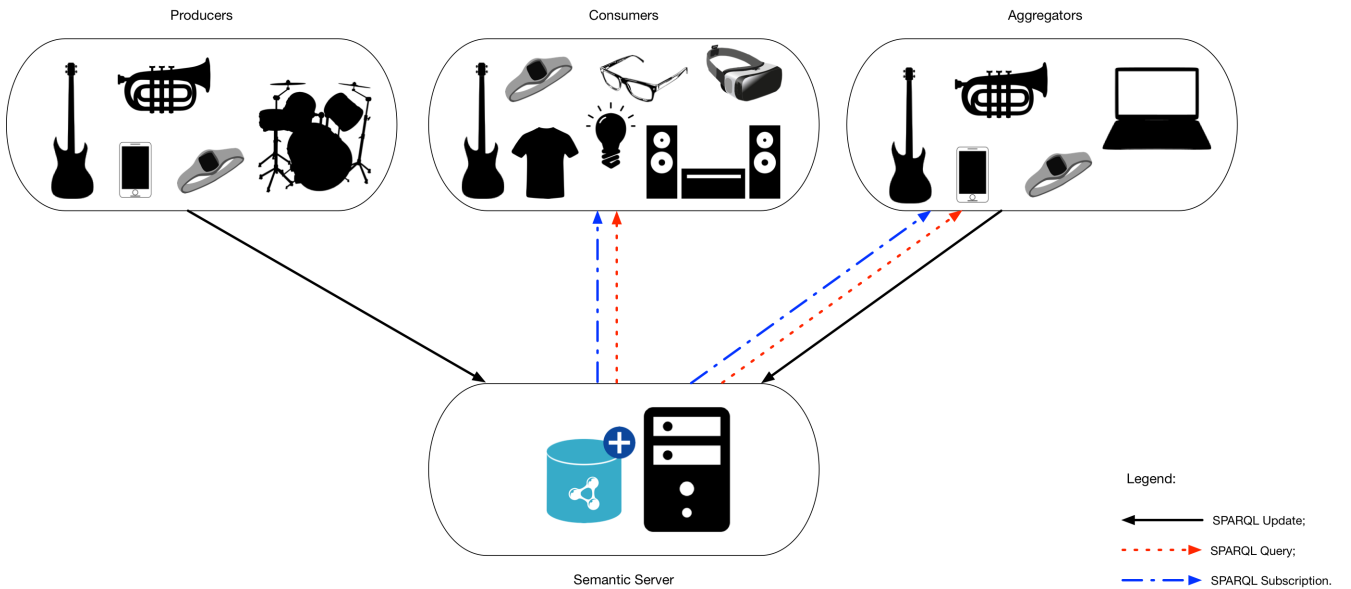 Producers
Consumers
Aggregators
Semantic Server
Legend:
SPARQL Update;
SPARQL Query;
SPARQL Subscription.